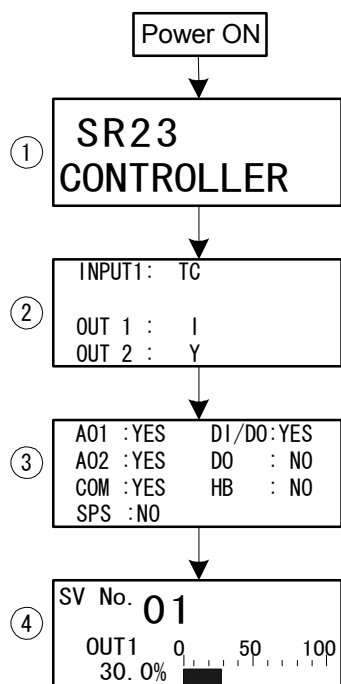 Power ON
①
SR23
CONTROLLER
②
INPUT1: TC
OUT 1 : I
OUT 2 : Y
③
AO1 :YES DI/DO:YES
AO2 :YES DO : NO
COM :YES HB : NO
SPS :NO
④
SV No. 01
OUT1 0 50 100
30.0%